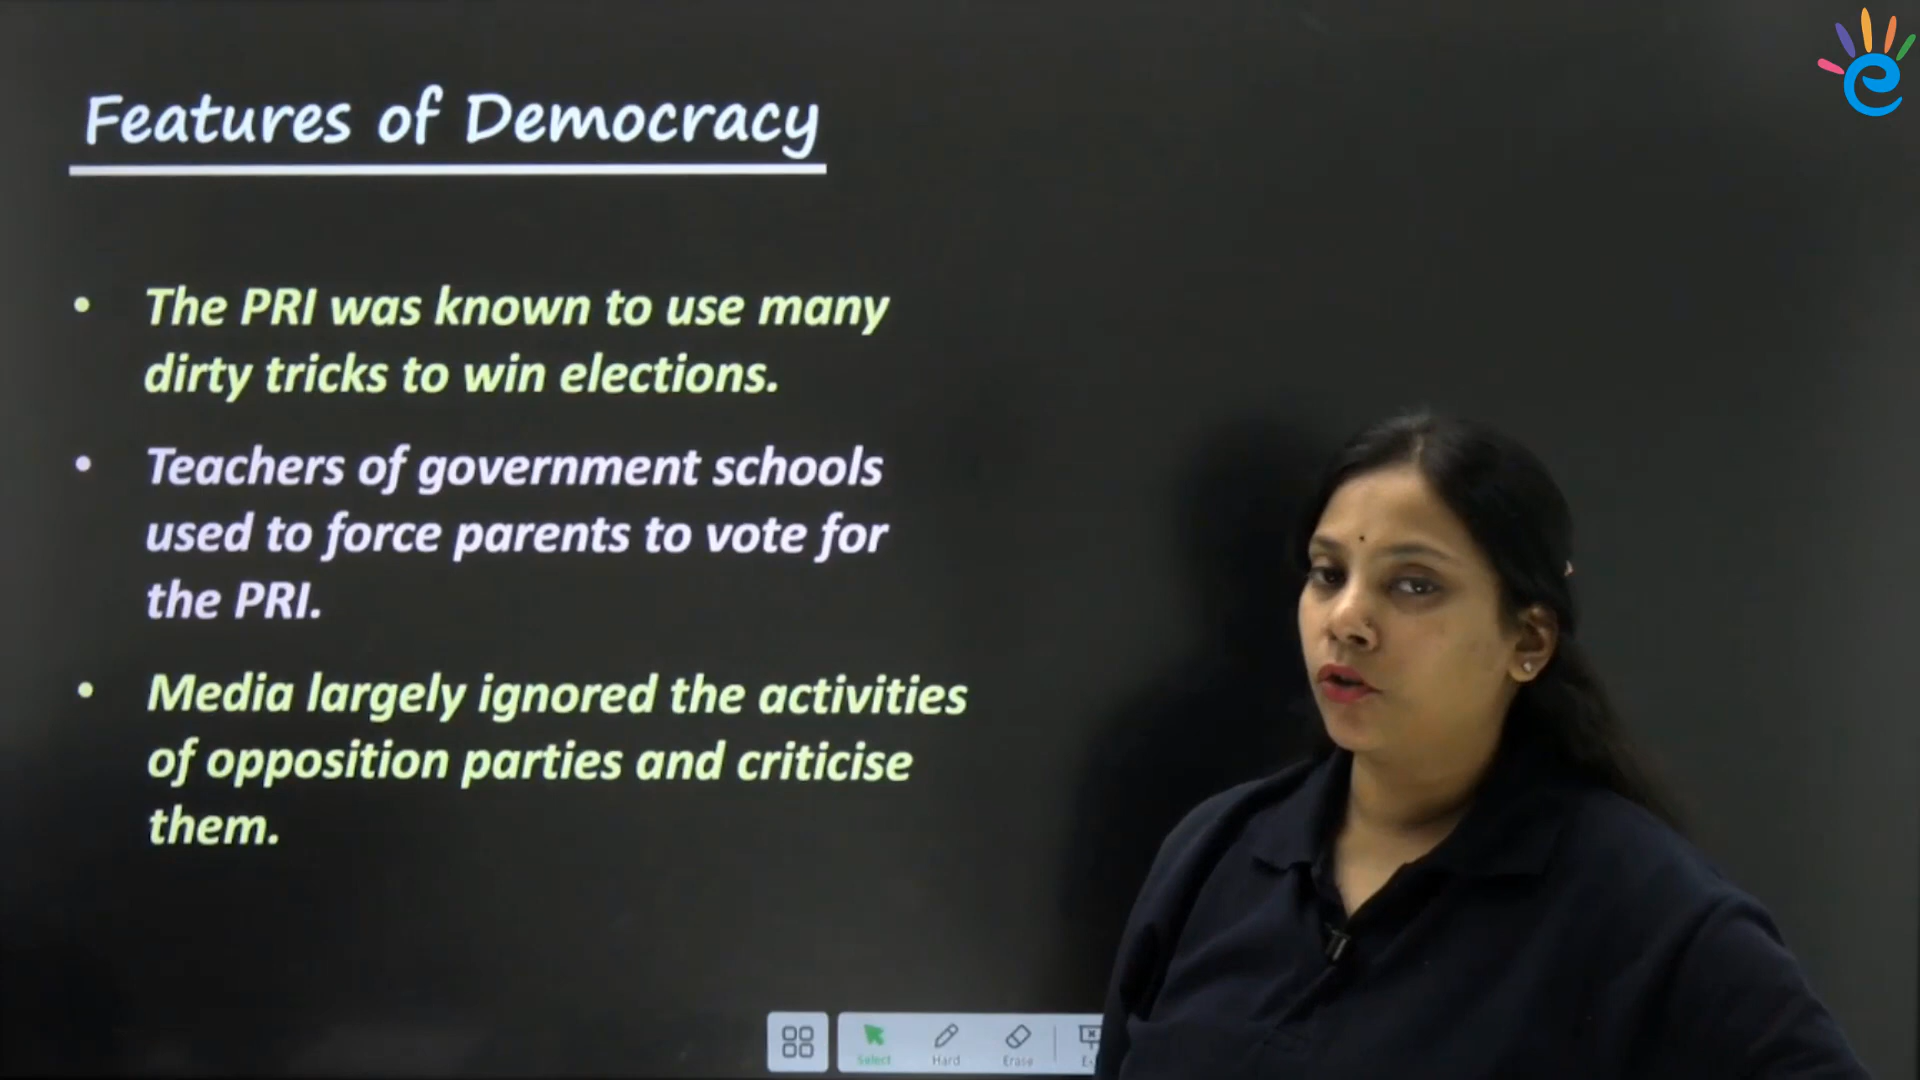 Features of Democracy
• The PRI was known to use many
dirty tricks to win elections.
• Teachers of government schools
used to force parents to vote for
the PRI.
• Media largely ignored the activities
of opposition parties and criticise
them.
Select Hard Erase